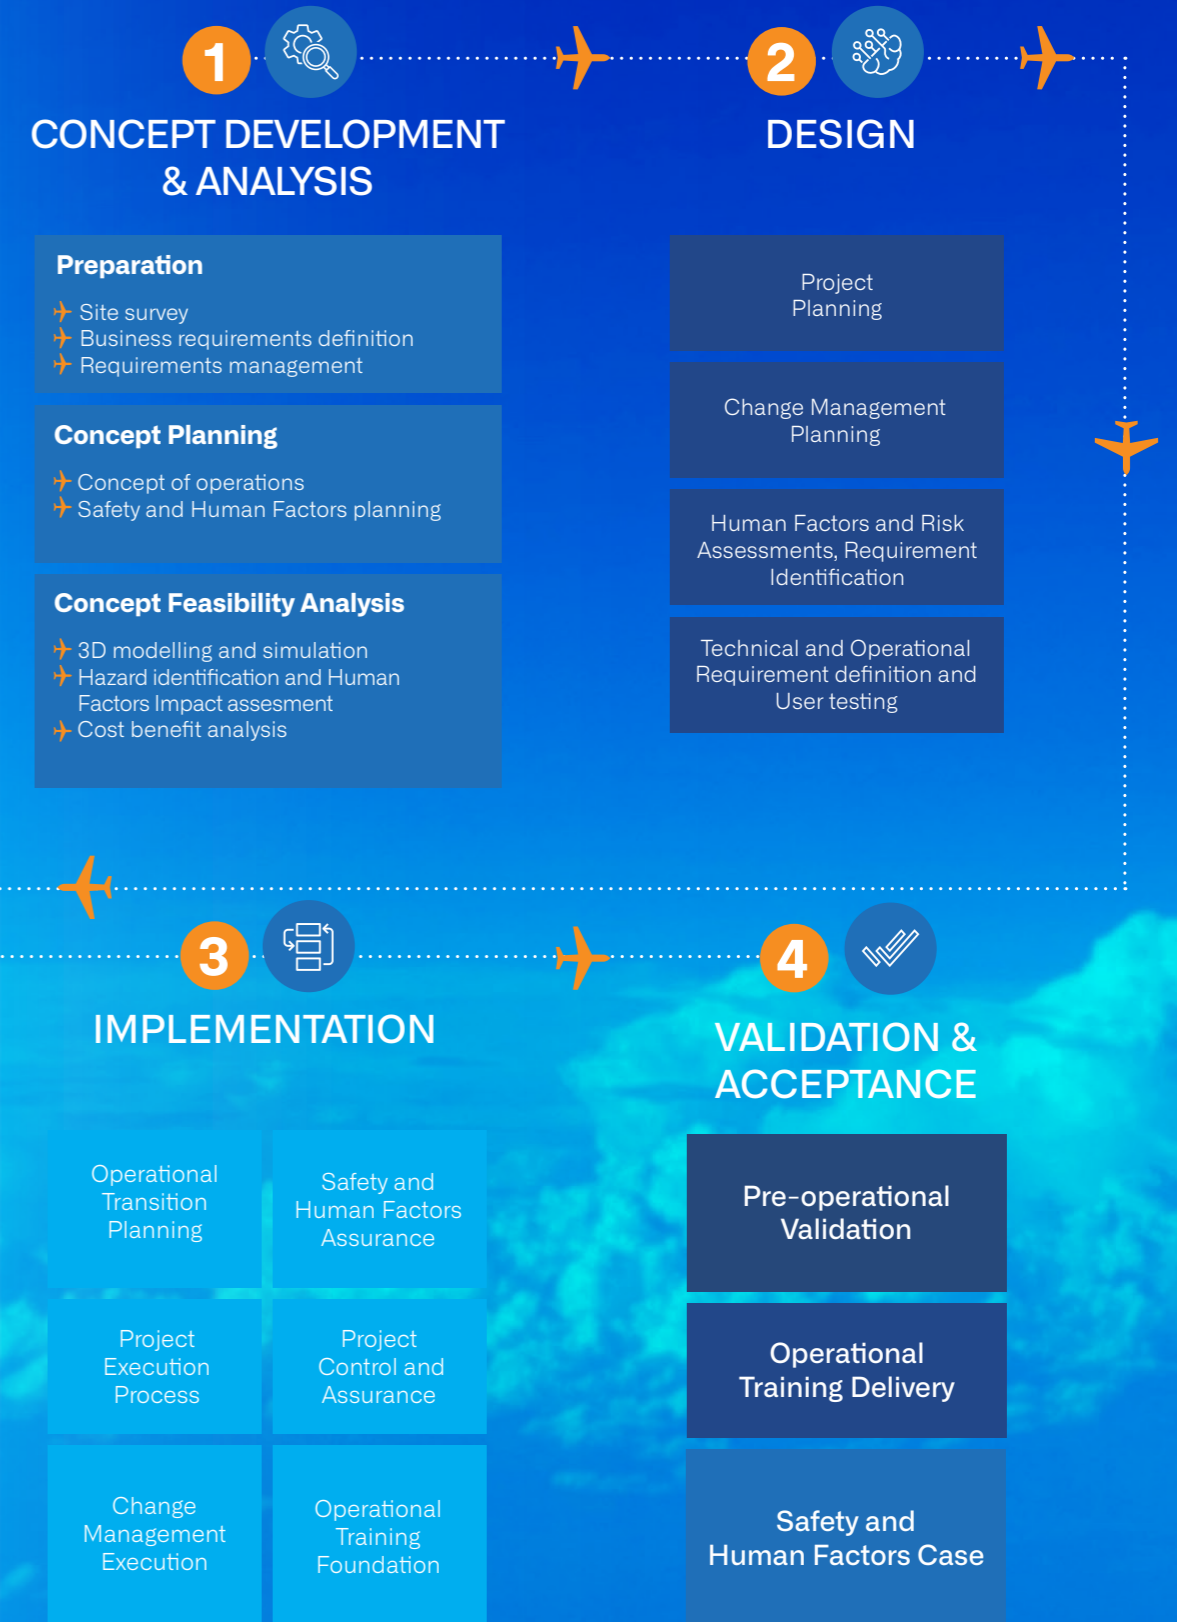 1
CONCEPT DEVELOPMENT
& ANALYSIS
Preparation
Site survey
Business requirements definition
Requirements management
Concept Planning
Concept of operations
Safety and Human Factors planning
Concept Feasibility Analysis
3D modelling and simulation
Hazard identification and Human
Factors Impact assesment
Cost benefit analysis
2
DESIGN
Project
Planning
Change Management
Planning
Human Factors and Risk
Assessments, Requirement
Identification
Technical and Operational
Requirement definition and
User testing
3
IMPLEMENTATION
Operational
Transition
Planning
Safety and
Human Factors
Assurance
Project
Execution
Process
Project
Control and
Assurance
Change
Management
Execution
Operational
Training
Foundation
4
VALIDATION &
ACCEPTANCE
Pre-operational
Validation
Operational
Training Delivery
Safety and
Human Factors Case